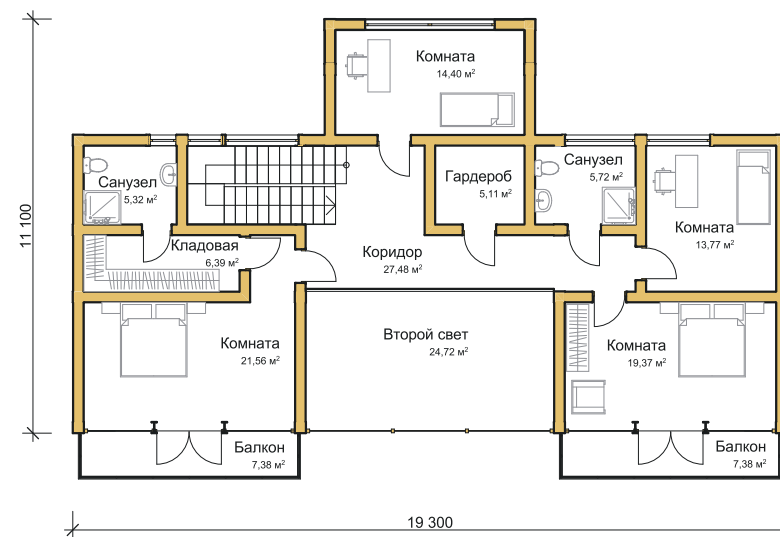 Комната
14,40 м²
Санузел
5,32 м²
Гардероб
5,11 м²
Санузел
5,72 м²
Комната
13,77 м²
Кладовая
6,39 м²
Коридор
27,48 м²
11 100
Комната
21,56 м²
Второй свет
24,72 м²
Комната
19,37 м²
Балкон
7,38 м²
Балкон
7,38 м²
19 300